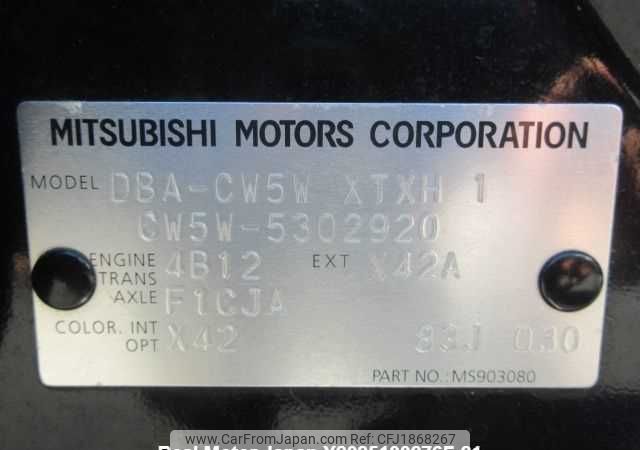 MITSUBISHI MOTORS CORPORATION
MODEL DBA-CW5W XTXH 1
CW5W-5302920
ENGINE 4B12 EXT X42A
TRANS
AXLE F1CJA
COLOR. INT X42 83J 030
OPT
PART NO.: MS903080
www.carfromjapan.com - CFJ1868267